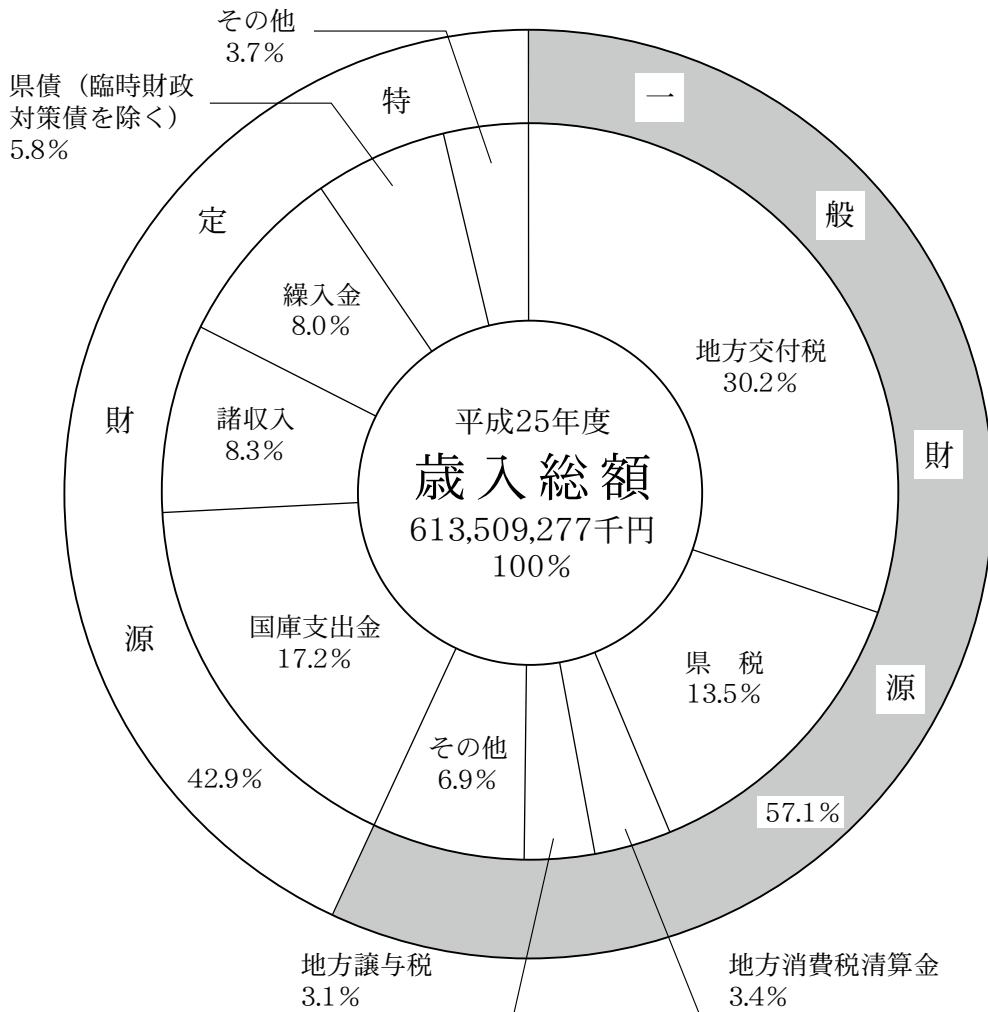 その他
3.7%
県債（臨時財政
対策債を除く）
5.8%
特
定
財
源
42.9%
一
般
財
源
57.1%
繰入金
8.0%
諸収入
8.3%
国庫支出金
17.2%
その他
6.9%
地方交付税
30.2%
県　税
13.5%
平成25年度
歳入総額
613,509,277千円
100%
地方譲与税
3.1%
地方消費税清算金
3.4%